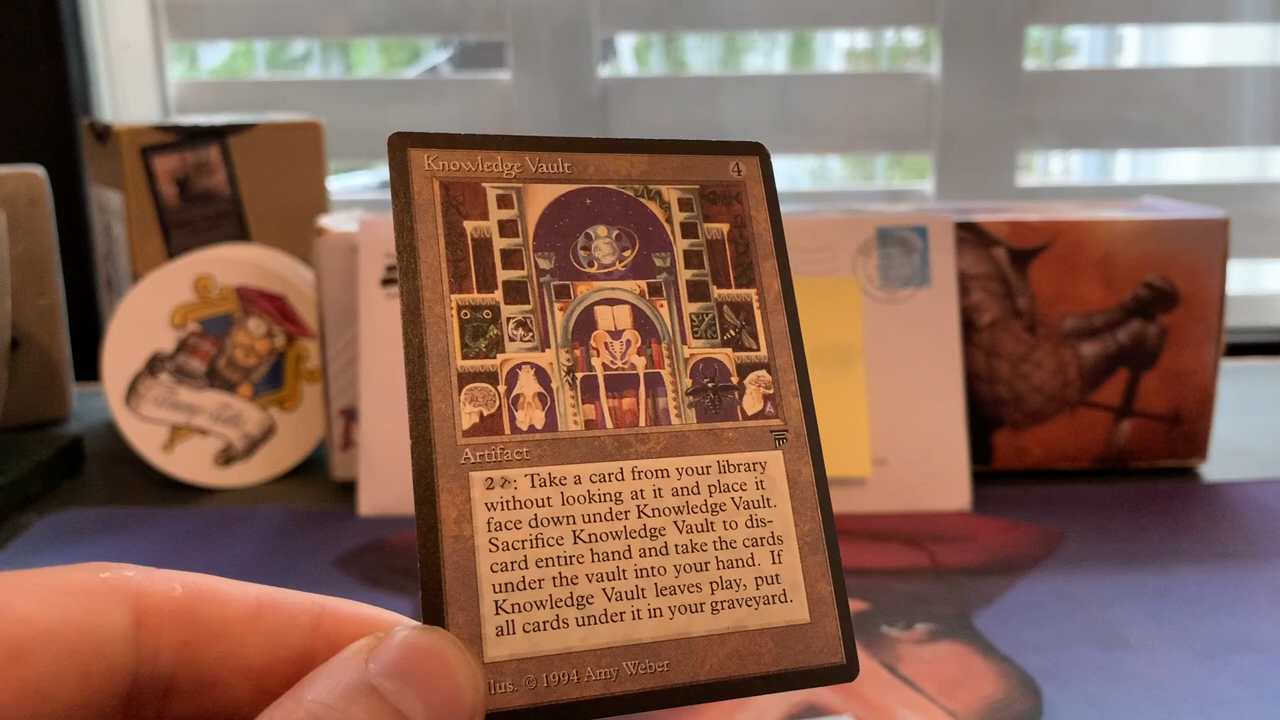 Knowledge Vault 4
Artifact
2 : Take a card from your library
without looking at it and place it
face down under Knowledge Vault.
Sacrifice Knowledge Vault to dis-
card entire hand and take the cards
under the vault into your hand. If
Knowledge Vault leaves play, put
all cards under it in your graveyard.
lus. © 1994 Amy Weber